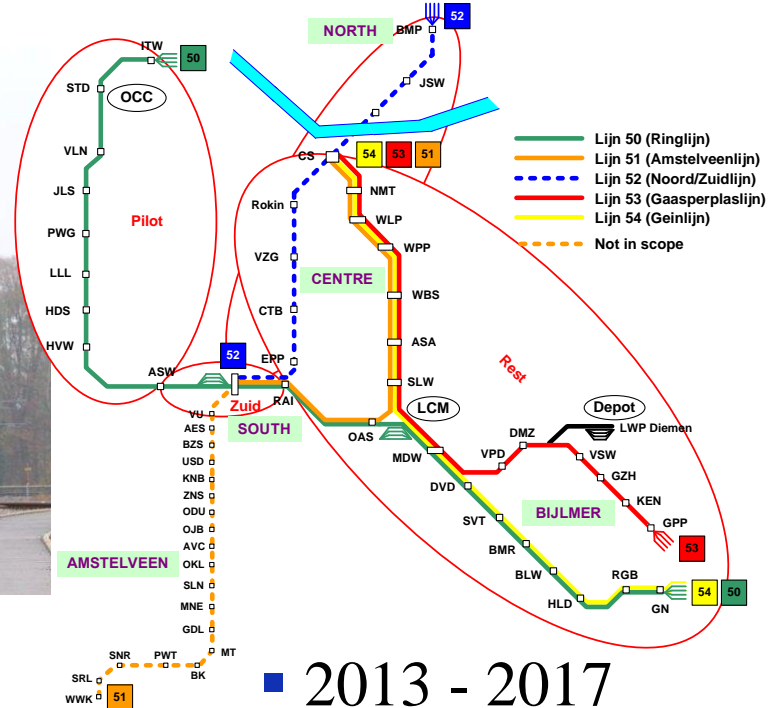 NORTH
BMP
52
ITW
50
JSW
STD
OCC
CS
54
53
51
Lijn 50 (Ringlijn)
Lijn 51 (Amstelveenlijn)
Lijn 52 (Noord/Zuidlijn)
Lijn 53 (Gaasperplaslijn)
Lijn 54 (Geinlijn)
Not in scope
VLN
JLS
PWG
LLL
HDS
HVW
Pilot
ASW
NMT
WLP
WPP
WBS
ASA
SLW
Rokin
VZG
CTB
EPP
CENTRE
Rest
52
Zuid
RAI
SOUTH
OAS
LCM
MDW
Depot
LWP Diemen
DMZ
VPD
VSW
GZH
KEN
GPP
53
DVD
SVT
BMR
BLW
HLD
RGB
GN
54
50
BIJLMER
VU
AES
BZS
USD
KNB
ZNS
ODU
OJB
AVC
OKL
SLN
MNE
GDL
MT
AMSTELVEEN
SNR
PWT
BK
SRL
WWK
51
2013 - 2017